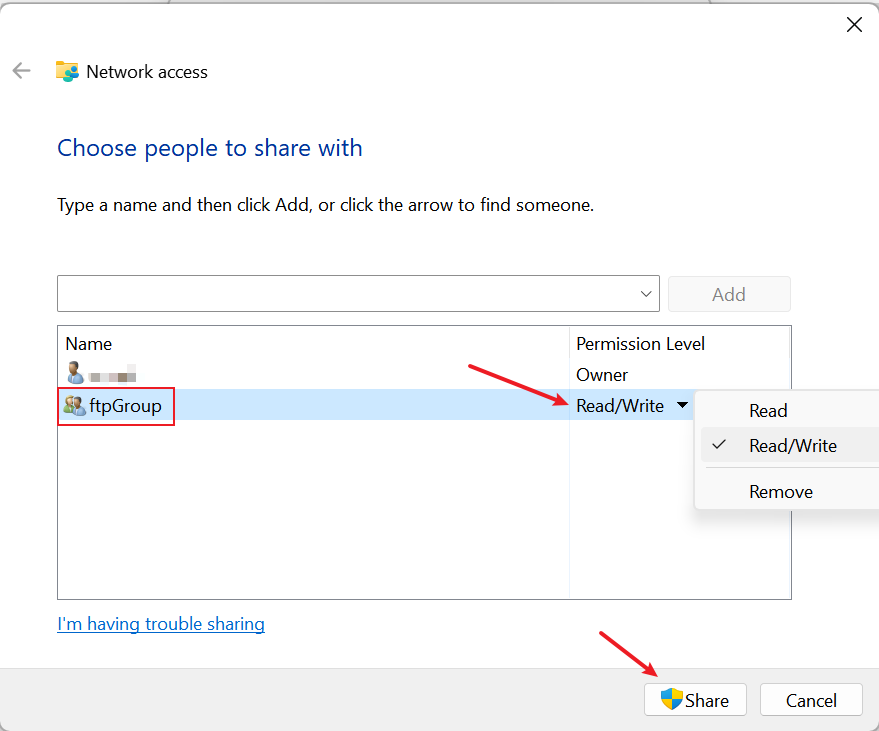 Network access
Choose people to share with
Type a name and then click Add, or click the arrow to find someone.
Add
Name Permission Level
Owner
ftpGroup Read/Write
Read
Read/Write
Remove
I'm having trouble sharing
Share Cancel